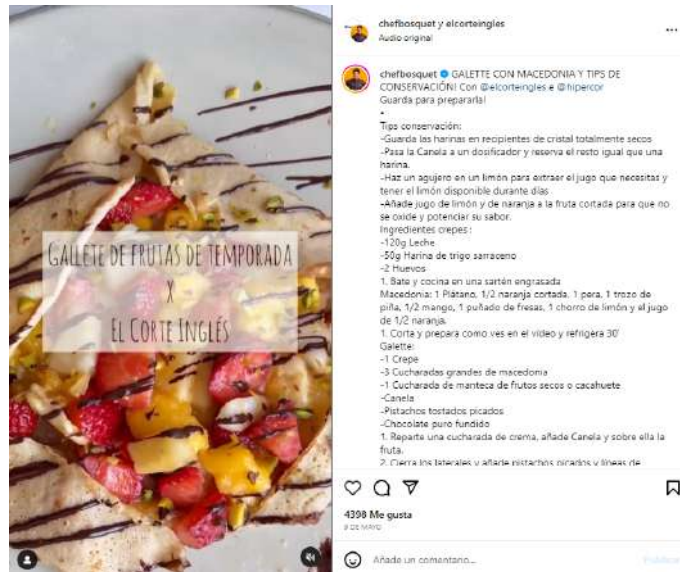 GALLETE DE FRUTAS DE TEMPORADA
X
EL CORTE INGLÉS
chefbosquet y elcorteingles
Audio original
chefbosquet GALETTE CON MACEDONIA Y TIPS DE
CONSERVACIÓN! Con @elcorteingles e @hipercor
Guarda para prepararla!
•
Tips conservación:
-Guarda las harinas en recipientes de cristal totalmente secos
-Pasa la Canela a un dosificador y reserva el resto igual que una
harina.
-Haz un agujero en un limón para extraer el jugo que necesitas y
tener el limón disponible durante días
-Añade jugo de limón y de naranja a la fruta cortada para que no
se oxide y potenciar su sabor.
Ingredientes crepes :
-120g Leche
-50g Harina de trigo sarraceno
-2 Huevos
1. Bate y cocina en una sartén engrasada
Macedonia: 1 Plátano, 1/2 naranja cortada, 1 pera, 1 trozo de
piña, 1/2 mango, 1 puñado de fresas, 1 chorro de limón y el jugo
de 1/2 naranja.
1. Corta y prepara como ves en el vídeo y refrigera 30'
Galette:
-1 Crepe
-3 Cucharadas grandes de macedonia
-1 Cucharada de manteca de frutos secos o cacahuete
-Canela
-Pistachos tostados picados
-Chocolate puro fundido
1. Reparte una cucharada de crema, añade Canela y sobre ella la
fruta.
2. Cierra los laterales y añade pistachos picados y líneas de
4398 Me gusta
9 DE MAYO
Añade un comentario...
Publicar